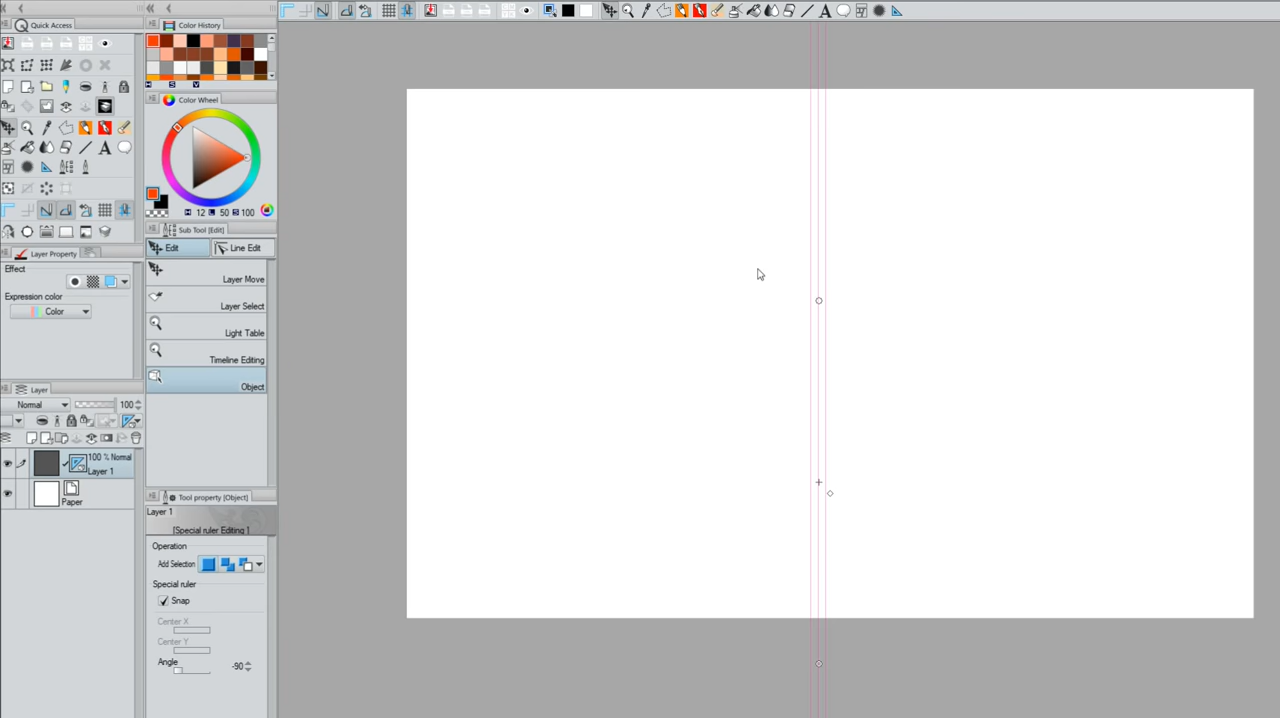 Quick Access
Color History
H
S
V
Color Wheel
H 12 L 50 S 100
Sub Tool [Edit]
Edit
Line Edit
Layer Move
Layer Select
Light Table
Timeline Editing
Object
Layer Property
Effect
Expression color
Color
Layer
Normal
100
100 % Normal
Layer 1
Paper
Tool property [Object]
Layer 1
[Special ruler Editing ]
Operation
Add Selection
Special ruler
Snap
Center X
Center Y
Angle
-90